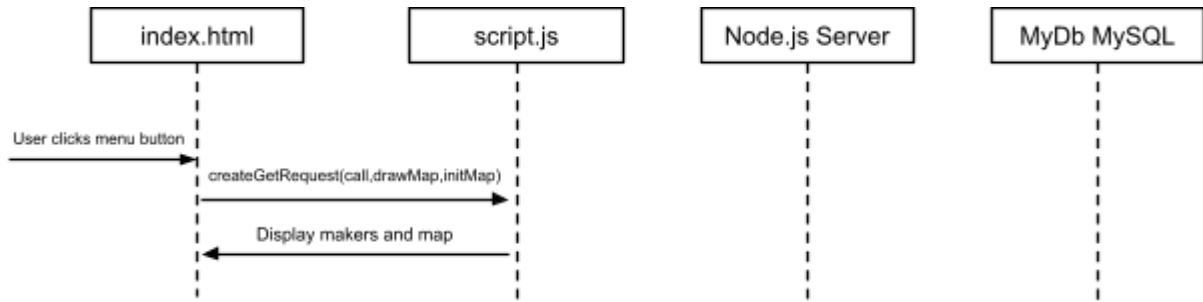 index.html
script.js
Node.js Server
MyDb MySQL
User clicks menu button
createGetRequest(call,drawMap,initMap)
Display makers and map